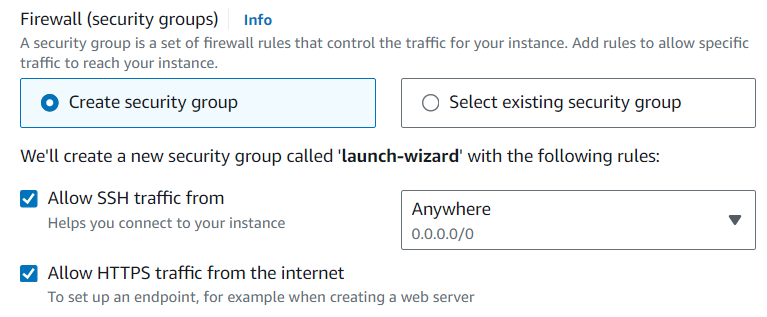 Firewall (security groups) Info
A security group is a set of firewall rules that control the traffic for your instance. Add rules to allow specific
traffic to reach your instance.
Create security group
Select existing security group
We'll create a new security group called 'launch-wizard' with the following rules:
Allow SSH traffic from
Helps you connect to your instance
Anywhere
0.0.0.0/0
Allow HTTPS traffic from the internet
To set up an endpoint, for example when creating a web server